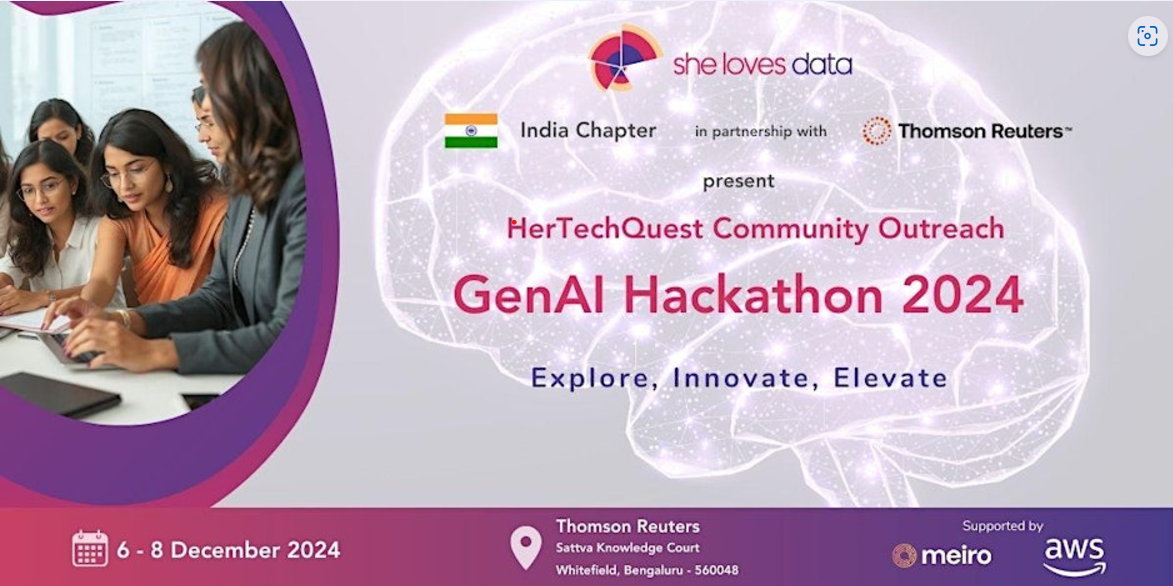 she loves data
India Chapter in partnership with Thomson Reuters™
present
HerTechQuest Community Outreach
GenAI Hackathon 2024
Explore, Innovate, Elevate
6 - 8 December 2024
Thomson Reuters
Sattva Knowledge Court
Whitefield, Bengaluru - 560048
Supported by
meiro aws